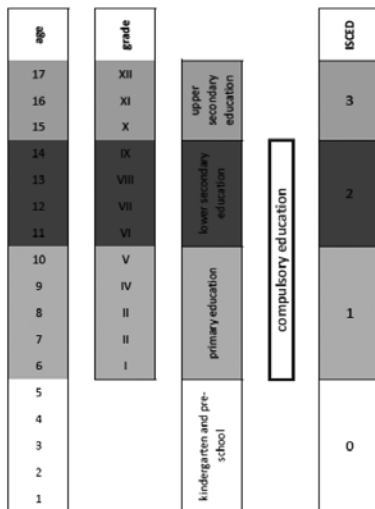 age
grade
ISCED
17
XII
16
XI
15
X
upper
secondary
education
3
14
IX
13
VIII
12
VII
11
VI
lower secondary
education
2
10
V
9
IV
8
II
7
II
6
I
primary education
1
compulsory education
5
4
3
2
1
kindergarten and pre-
school
0